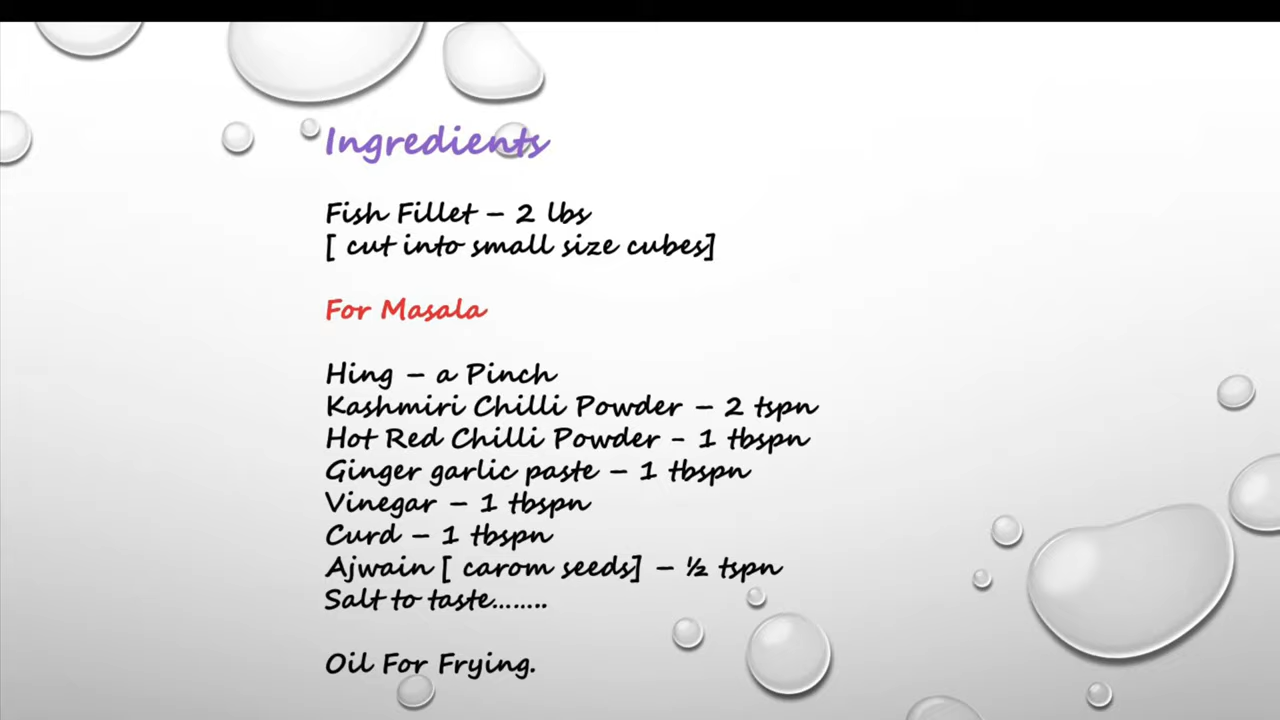 Ingredients
Fish Fillet – 2 lbs
[ cut into small size cubes]
For Masala
Hing – a Pinch
Kashmiri Chilli Powder – 2 tspn
Hot Red Chilli Powder - 1 tbspn
Ginger garlic paste – 1 tbspn
Vinegar – 1 tbspn
Curd – 1 tbspn
Ajwain [ carom seeds] – ½ tspn
Salt to taste........
Oil For Frying.